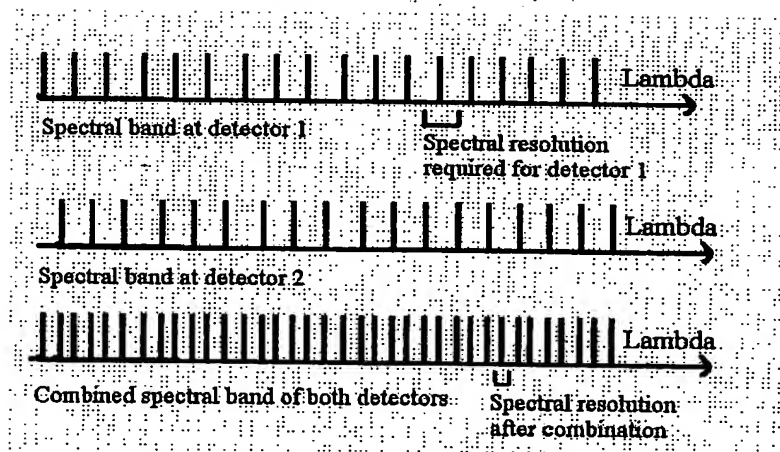 Lambda
Spectral band at detector 1
Spectral resolution
required for detector 1
Lambda
Spectral band at detector 2
Lambda
Combined spectral band of both detectors
Spectral resolution
after combination